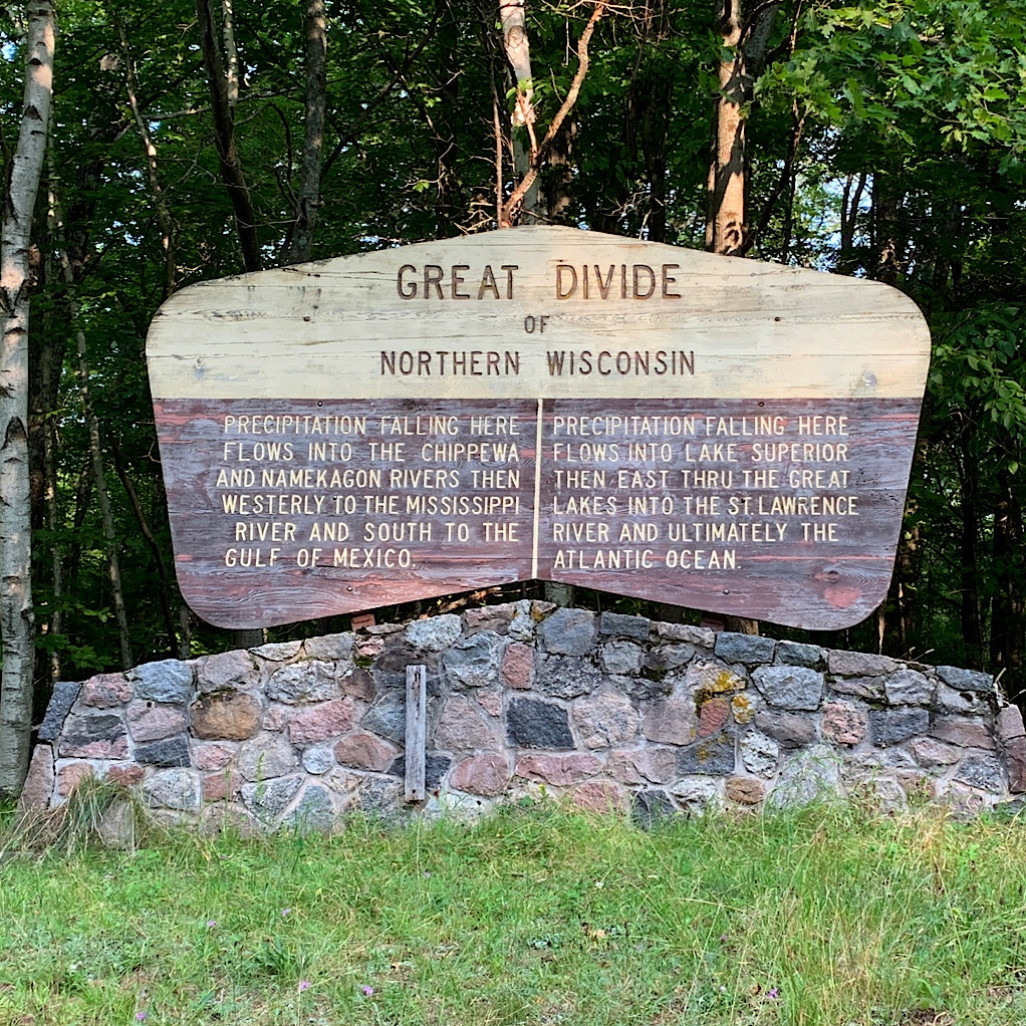 GREAT DIVIDE
OF
NORTHERN WISCONSIN
PRECIPITATION FALLING HERE
FLOWS INTO THE CHIPPEWA
AND NAMEKAGON RIVERS THEN
WESTERLY TO THE MISSISSIPPI
RIVER AND SOUTH TO THE
GULF OF MEXICO.
PRECIPITATION FALLING HERE
FLOWS INTO LAKE SUPERIOR
THEN EAST THRU THE GREAT
LAKES INTO THE ST. LAWRENCE
RIVER AND ULTIMATELY THE
ATLANTIC OCEAN.